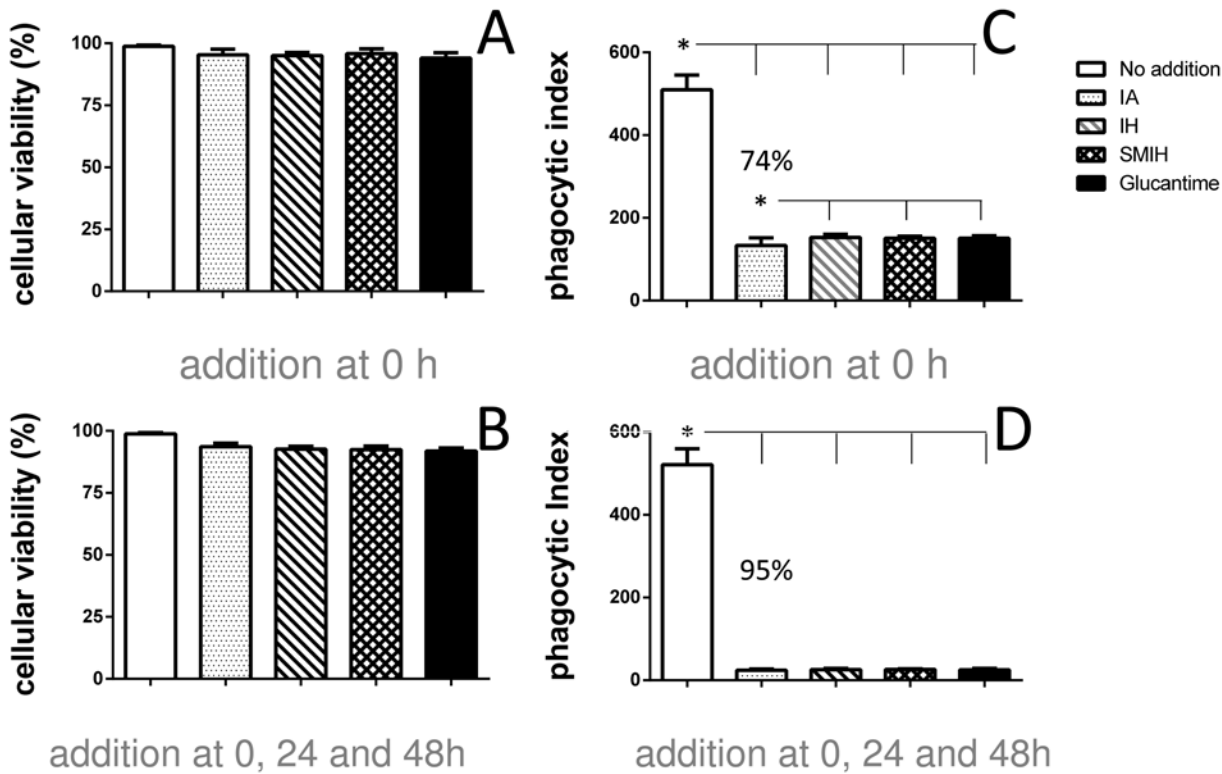 A
cellular viability (%)
100
75
50
25
0
addition at 0 h
C
phagocytic index
600
400
200
0
*
74%
*
addition at 0 h
No addition
IA
IH
SMIH
Glucantime
B
cellular viability (%)
100
75
50
25
0
addition at 0, 24 and 48h
D
phagocytic Index
600
400
200
0
*
95%
addition at 0, 24 and 48h